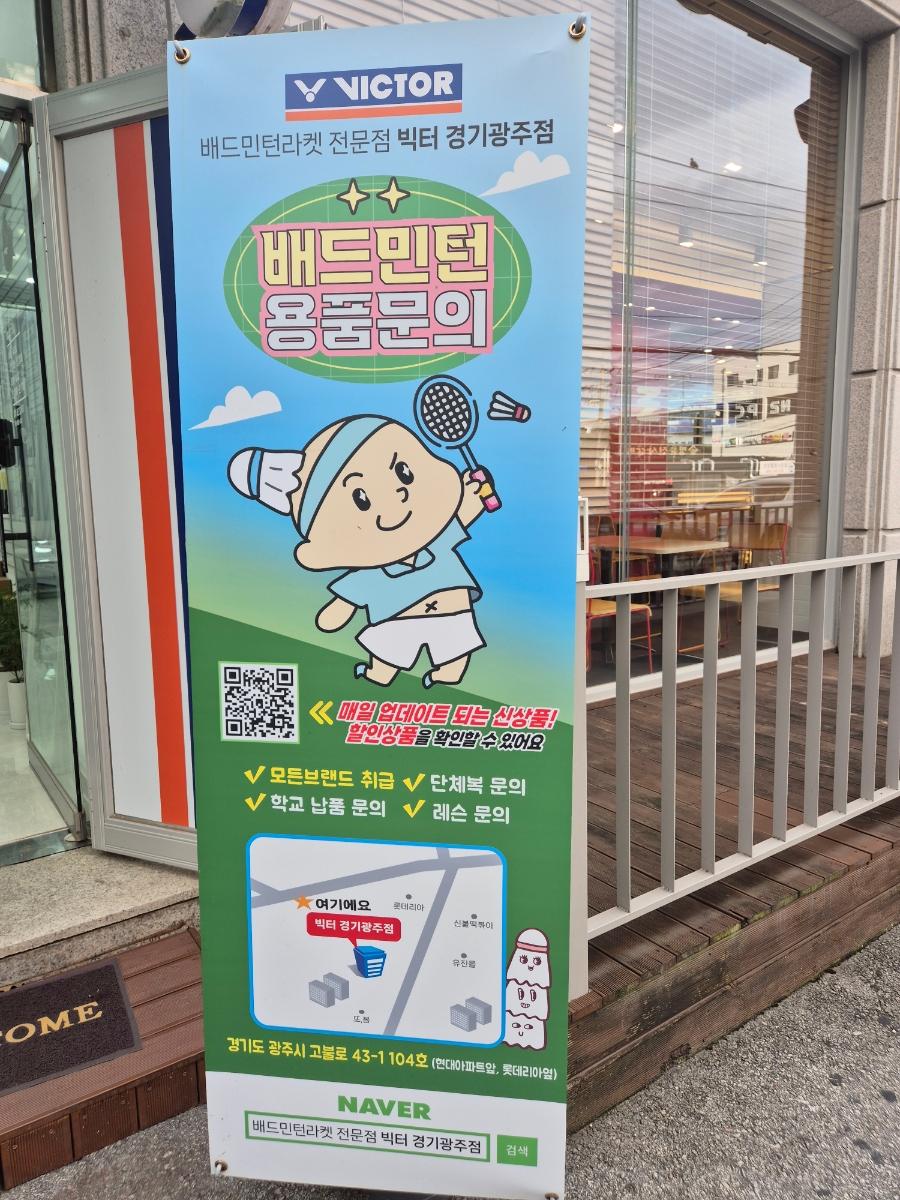 VICTOR
배드민턴라켓 전문점 빅터 경기광주점
배드민턴
용품문의
매일 업데이트 되는 신상품!
할인상품을 확인할 수 있어요
모든브랜드 취급 단체복 문의
학교 납품 문의 레슨 문의
여기에요
롯데리아
빅터 경기광주점
신불떡볶이
유진륨
또,봄
경기도 광주시 고불로 43-1 104호 (현대아파트앞, 롯데리아옆)
NAVER
배드민턴라켓 전문점 빅터 경기광주점 검색
OME
PC